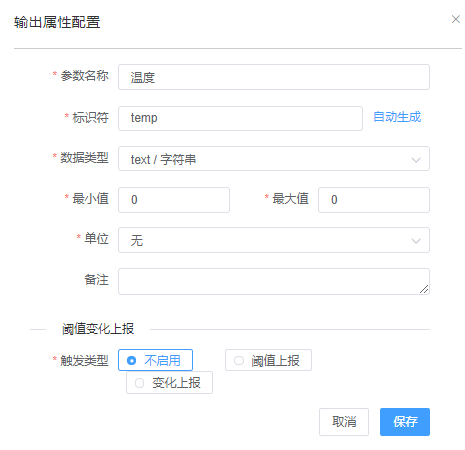 输出属性配置
* 参数名称 温度
* 标识符 temp 自动生成
* 数据类型 text / 字符串
* 最小值 0 * 最大值 0
* 单位 无
备注
阈值变化上报
* 触发类型 不启用 阈值上报
变化上报
取消 保存